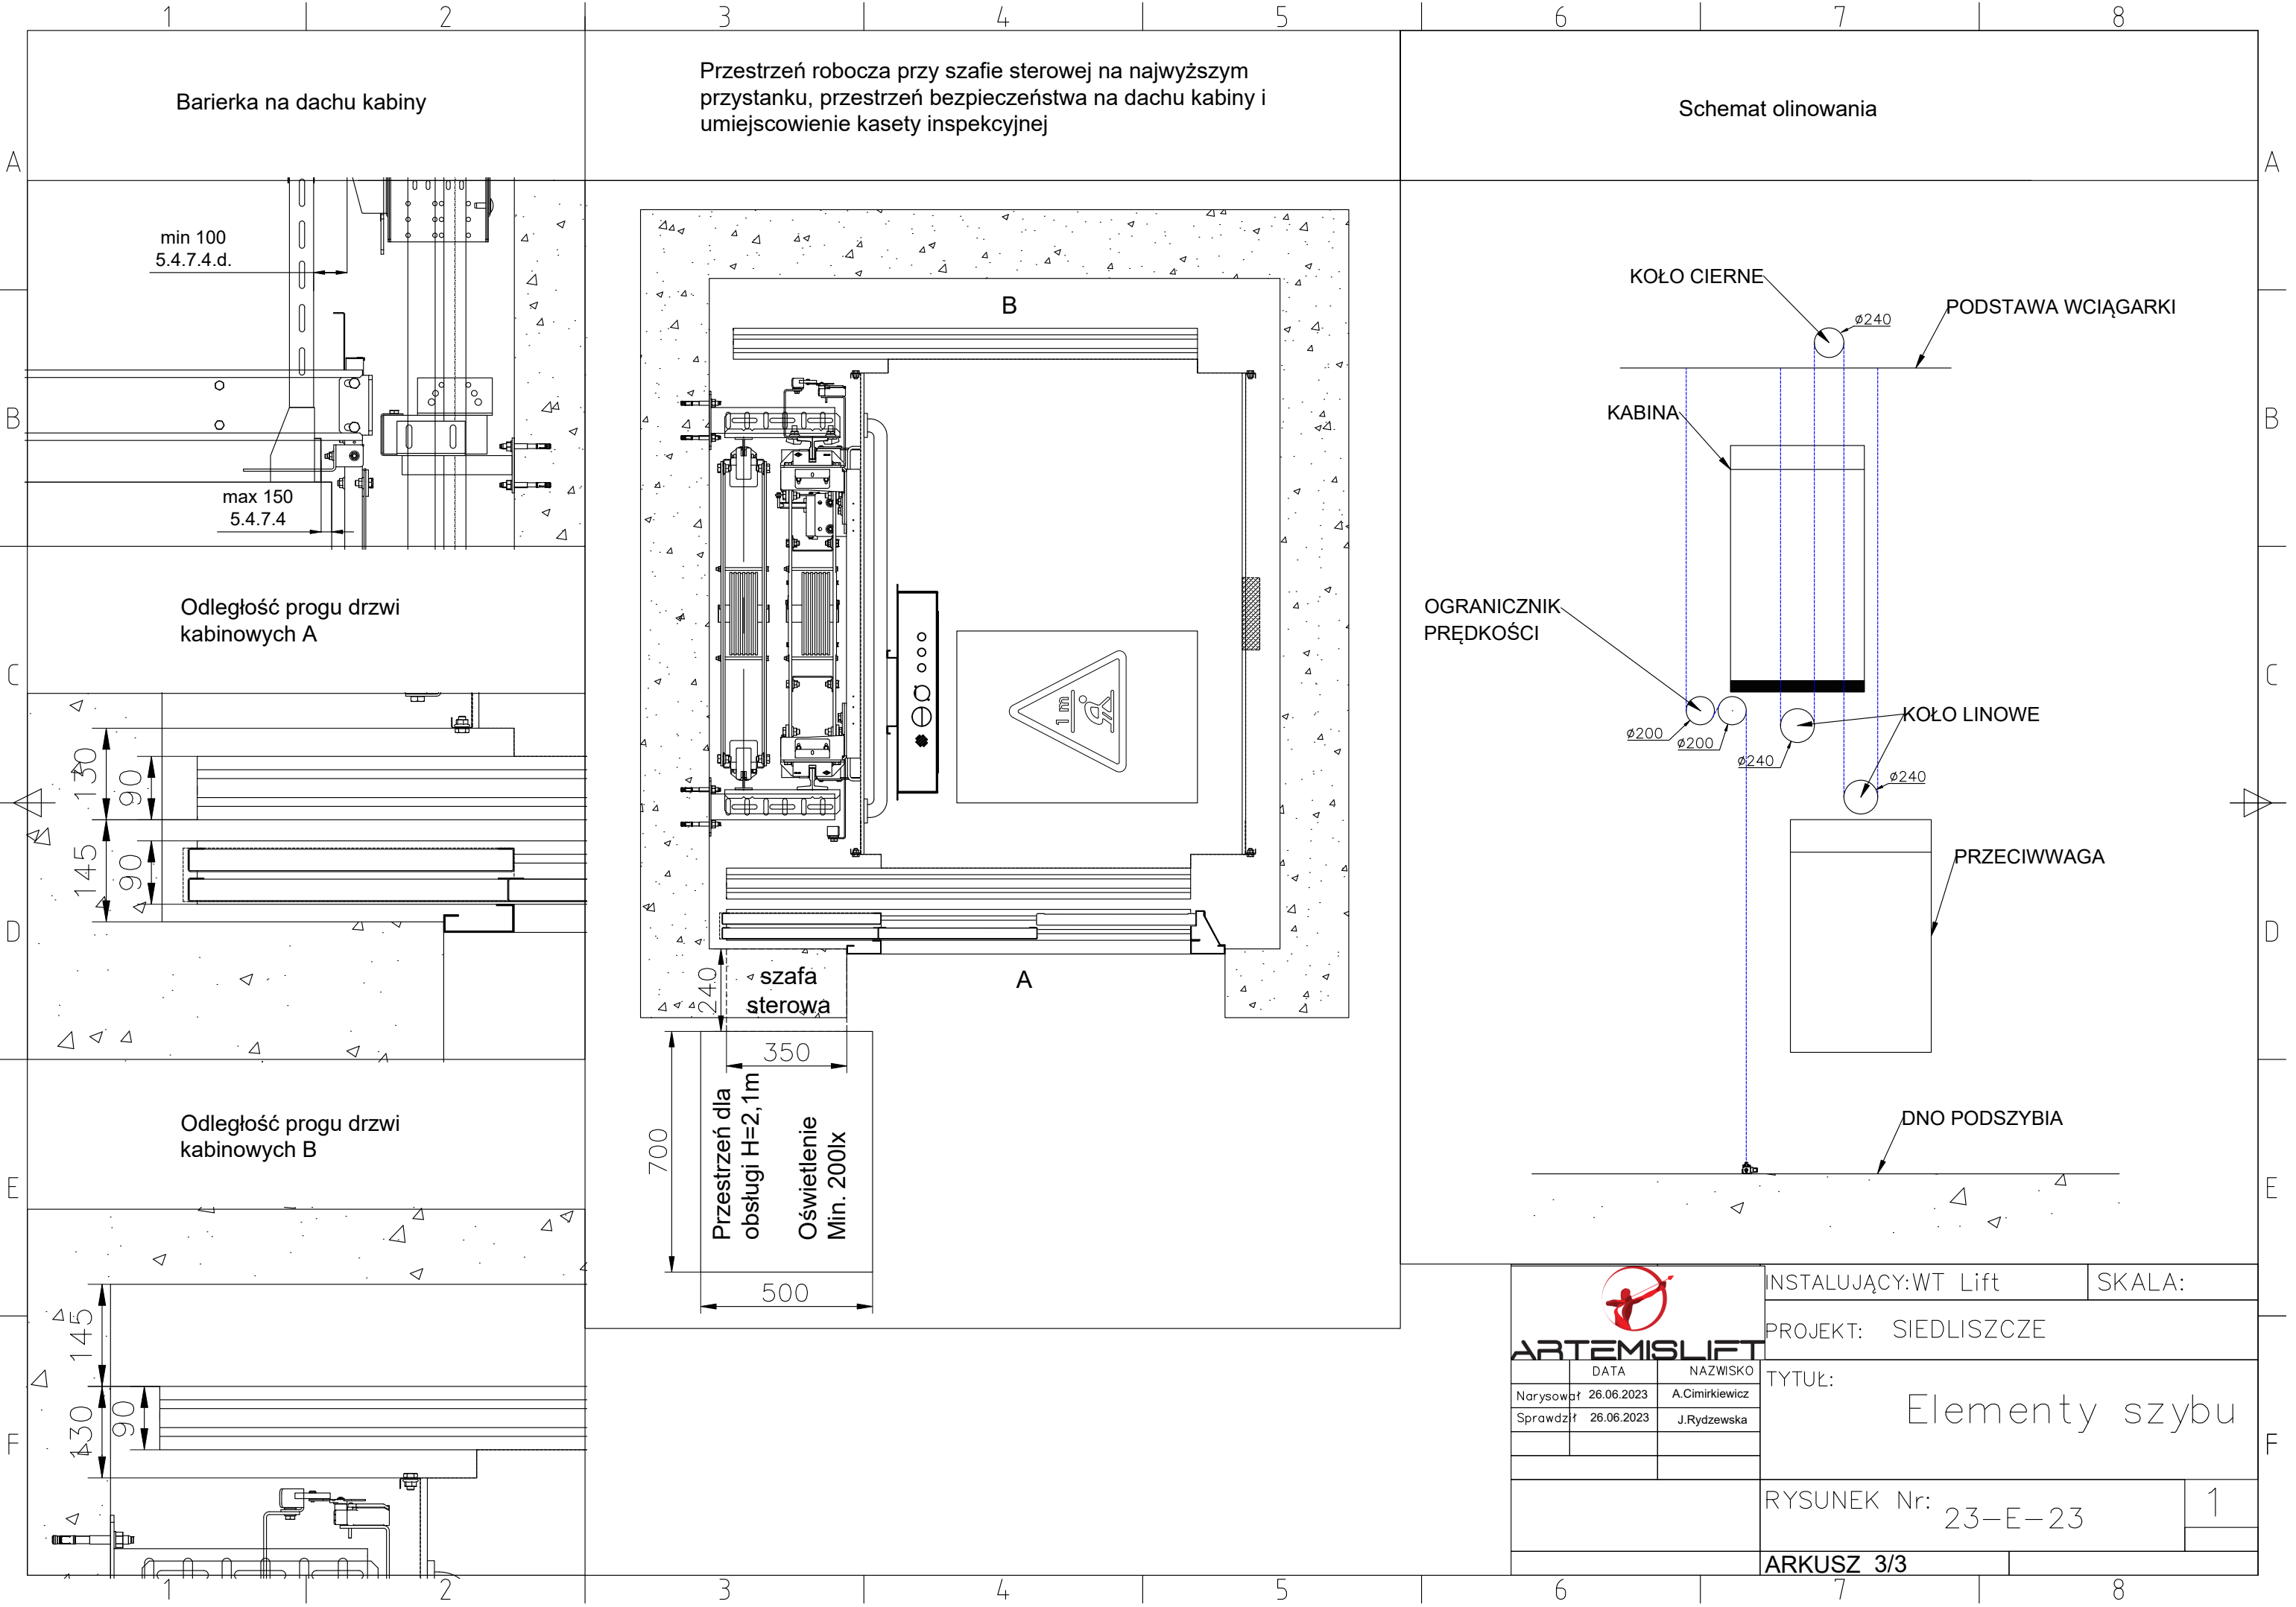 1
2
3
4
5
6
7
8
A
B
C
D
E
F
A
B
C
D
E
F
Barierka na dachu kabiny
min 100
5.4.7.4.d.
max 150
5.4.7.4
Odległość progu drzwi
kabinowych A
130
90
145
90
Odległość progu drzwi
kabinowych B
145
130
90
Przestrzeń robocza przy szafie sterowej na najwyższym
przystanku, przestrzeń bezpieczeństwa na dachu kabiny i
umiejscowienie kasety inspekcyjnej
B
1 m
A
szafa
sterowa
240
350
700
Przestrzeń dla
obsługi H=2,1m
Oświetlenie
Min. 200lx
500
Schemat olinowania
KOŁO CIERNE
ø240
PODSTAWA WCIĄGARKI
KABINA
OGRANICZNIK
PRĘDKOŚCI
ø200
ø200
ø240
KOŁO LINOWE
ø240
PRZECIWWAGA
DNO PODSZYBIA
ARTEMISLIFT
INSTALUJĄCY:WT Lift
SKALA:
PROJEKT: SIEDLISZCZE
DATA NAZWISKO
Narysował 26.06.2023 A.Cimirkiewicz
Sprawdził 26.06.2023 J.Rydzewska
TYTUŁ:
Elementy szybu
RYSUNEK Nr: 23-E-23
1
ARKUSZ 3/3
1
2
3
4
5
6
7
8